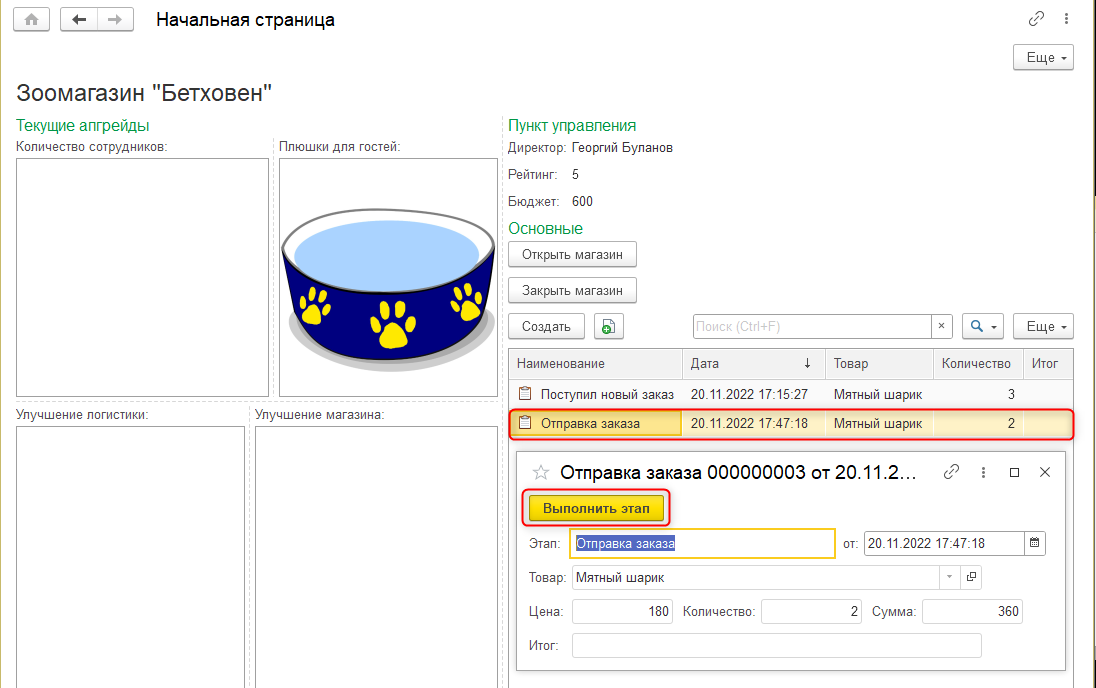 Начальная страница
Еще
Зоомагазин "Бетховен"
Текущие апгрейды
Количество сотрудников:
Плюшки для гостей:
Улучшение логистики:
Улучшение магазина:
Пункт управления
Директор: Георгий Буланов
Рейтинг: 5
Бюджет: 600
Основные
Открыть магазин
Закрыть магазин
Создать Поиск (Ctrl+F) × Еще
Наименование Дата ↓ Товар Количество Итог
Поступил новый заказ 20.11.2022 17:15:27 Мятный шарик 3
Отправка заказа 20.11.2022 17:47:18 Мятный шарик 2
Отправка заказа 000000003 от 20.11.2...
Выполнить этап
Этап: Отправка заказа от: 20.11.2022 17:47:18
Товар: Мятный шарик
Цена: 180 Количество: 2 Сумма: 360
Итог: